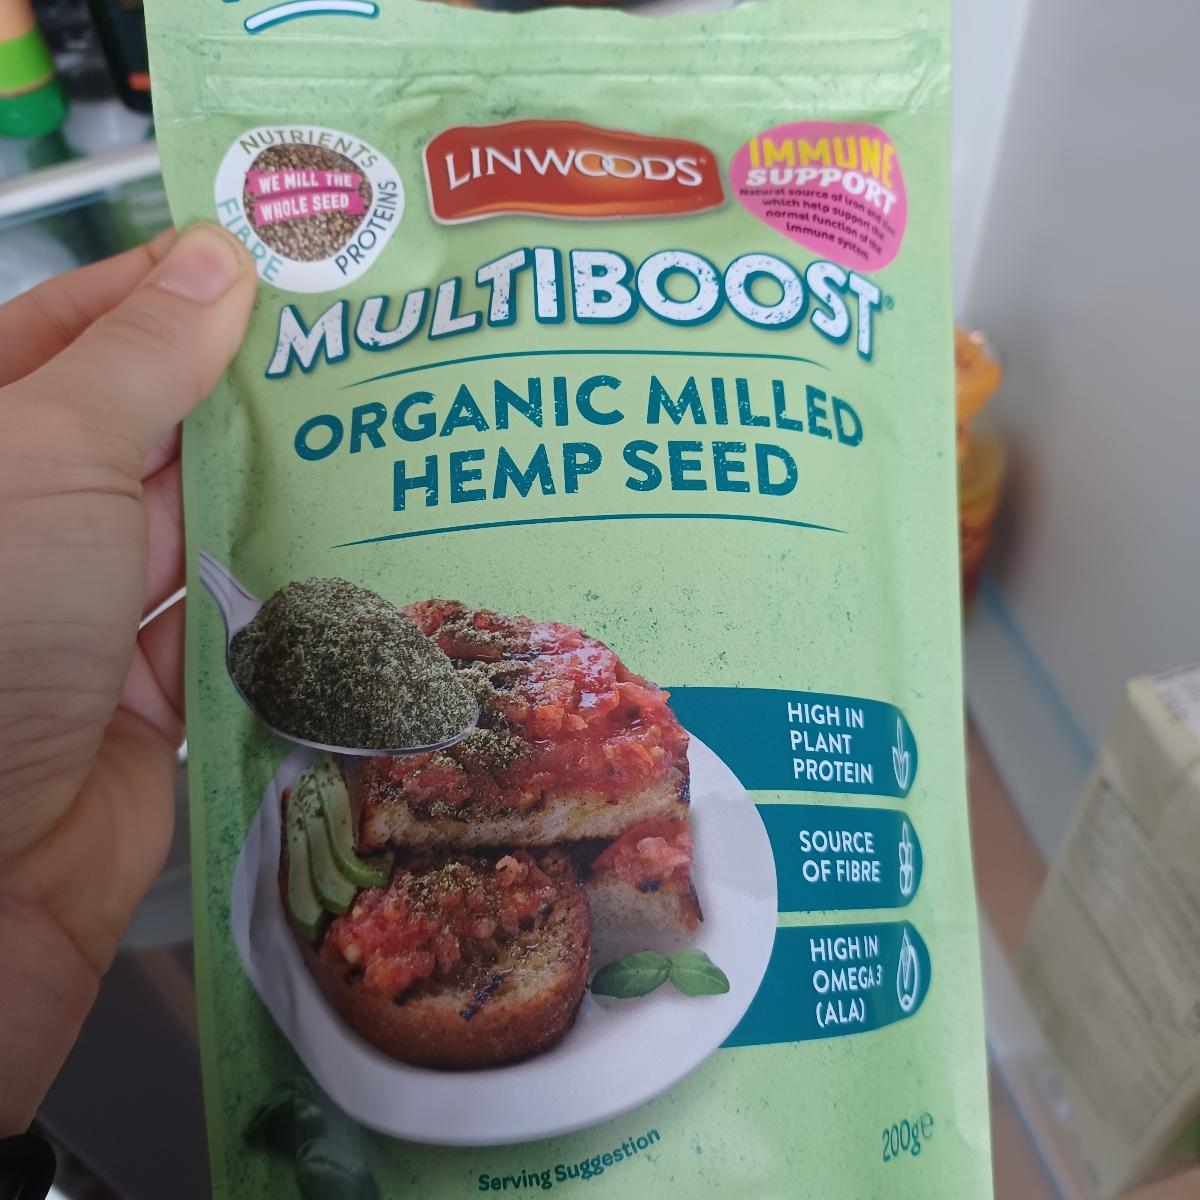 NUTRIENTS
PROTEINS
FIBRE
WE MILL THE
WHOLE SEED
LINWOODS
IMMUNE
SUPPORT
Natural source of Iron and
which help support the
normal function of the
immune system
MULTIBOOST®
ORGANIC MILLED
HEMP SEED
HIGH IN
PLANT
PROTEIN
SOURCE
OF FIBRE
HIGH IN
OMEGA 3
(ALA)
Serving Suggestion
200g℮